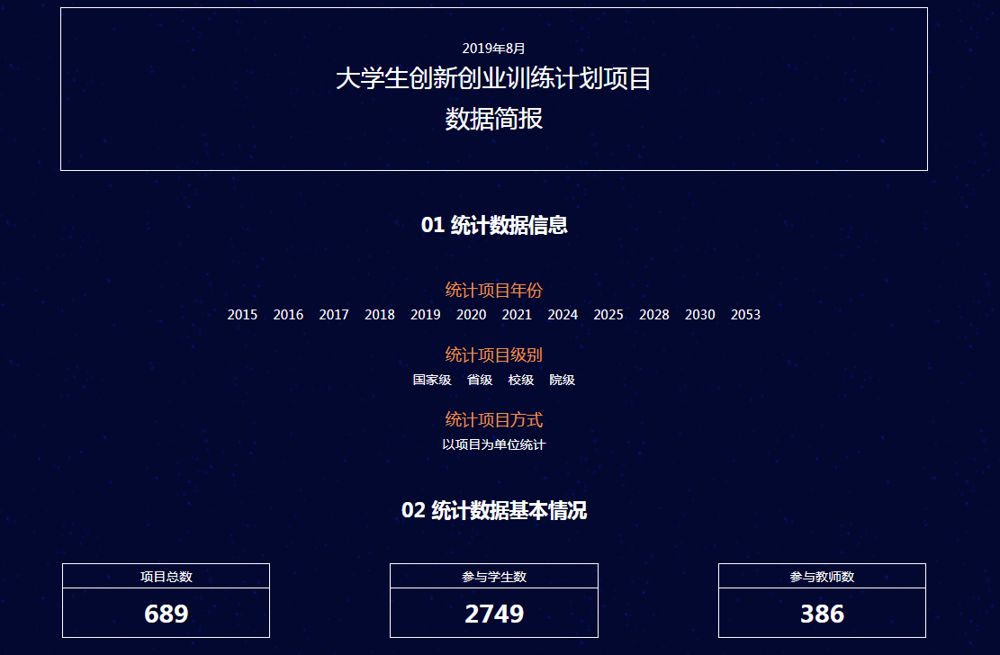 2019年8月
大学生创新创业训练计划项目
数据简报
01 统计数据信息
统计项目年份
2015 2016 2017 2018 2019 2020 2021 2024 2025 2028 2030 2053
统计项目级别
国家级 省级 校级 院级
统计项目方式
以项目为单位统计
02 统计数据基本情况
项目总数 参与学生数 参与教师数
689 2749 386